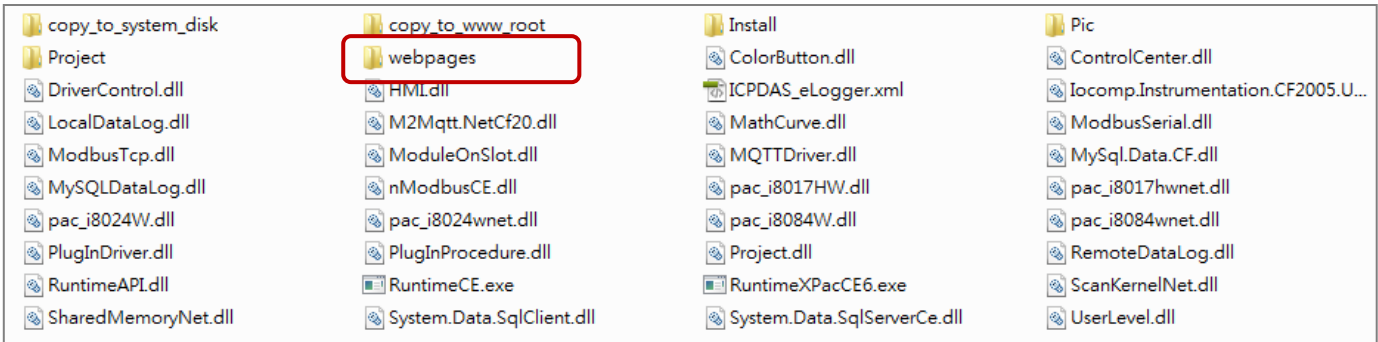 copy_to_system_disk copy_to_www_root Install Pic
Project webpages ColorButton.dll ControlCenter.dll
DriverControl.dll HMI.dll ICPDAS_eLogger.xml Iocomp.Instrumentation.CF2005.U...
LocalDataLog.dll M2Mqtt.NetCf20.dll MathCurve.dll ModbusSerial.dll
ModbusTcp.dll ModuleOnSlot.dll MQTTDriver.dll MySql.Data.CF.dll
MySQLDataLog.dll nModbusCE.dll pac_i8017HW.dll pac_i8017hwnet.dll
pac_i8024W.dll pac_i8024wnet.dll pac_i8084W.dll pac_i8084wnet.dll
PlugInDriver.dll PlugInProcedure.dll Project.dll RemoteDataLog.dll
RuntimeAPI.dll RuntimeCE.exe RuntimeXPacCE6.exe ScanKernelNet.dll
SharedMemoryNet.dll System.Data.SqlClient.dll System.Data.SqlServerCe.dll UserLevel.dll